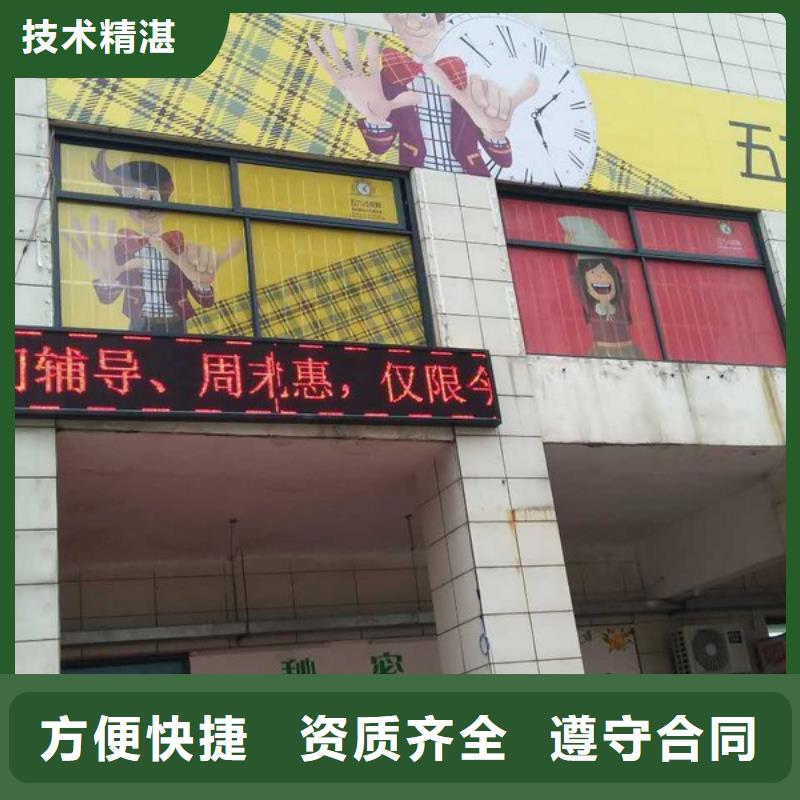 技术精湛
五
辅导、周末惠，仅限今
方便快捷 资质齐全 遵守合同